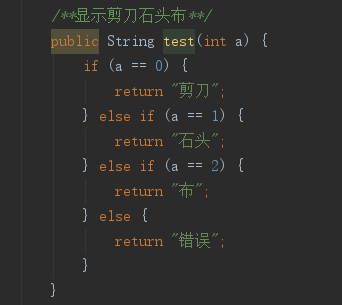 /**显示剪刀石头布**/
public String test(int a) {
if (a == 0) {
return "剪刀";
} else if (a == 1) {
return "石头";
} else if (a == 2) {
return "布";
} else {
return "错误";
}
}